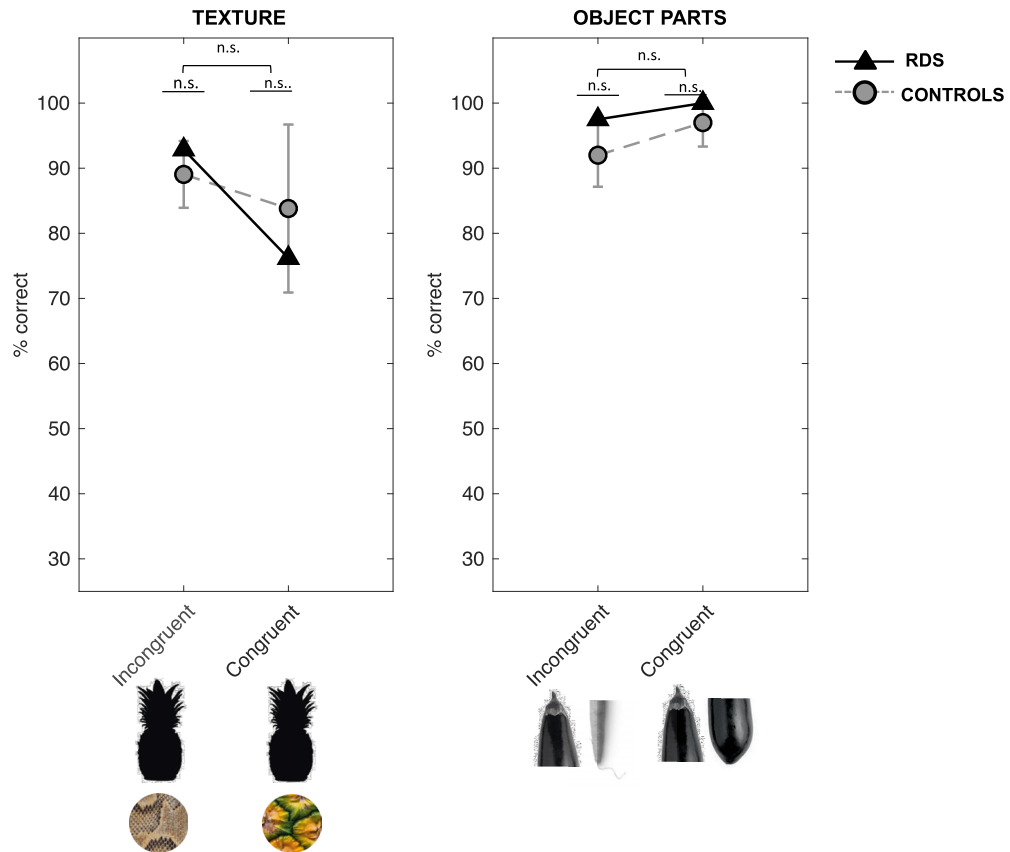 TEXTURE
n.s.
n.s.
n.s..
100
90
80
70
60
50
40
30
% correct
Incongruent
Congruent
OBJECT PARTS
n.s.
n.s.
n.s.
100
90
80
70
60
50
40
30
% correct
Incongruent
Congruent
RDS
CONTROLS